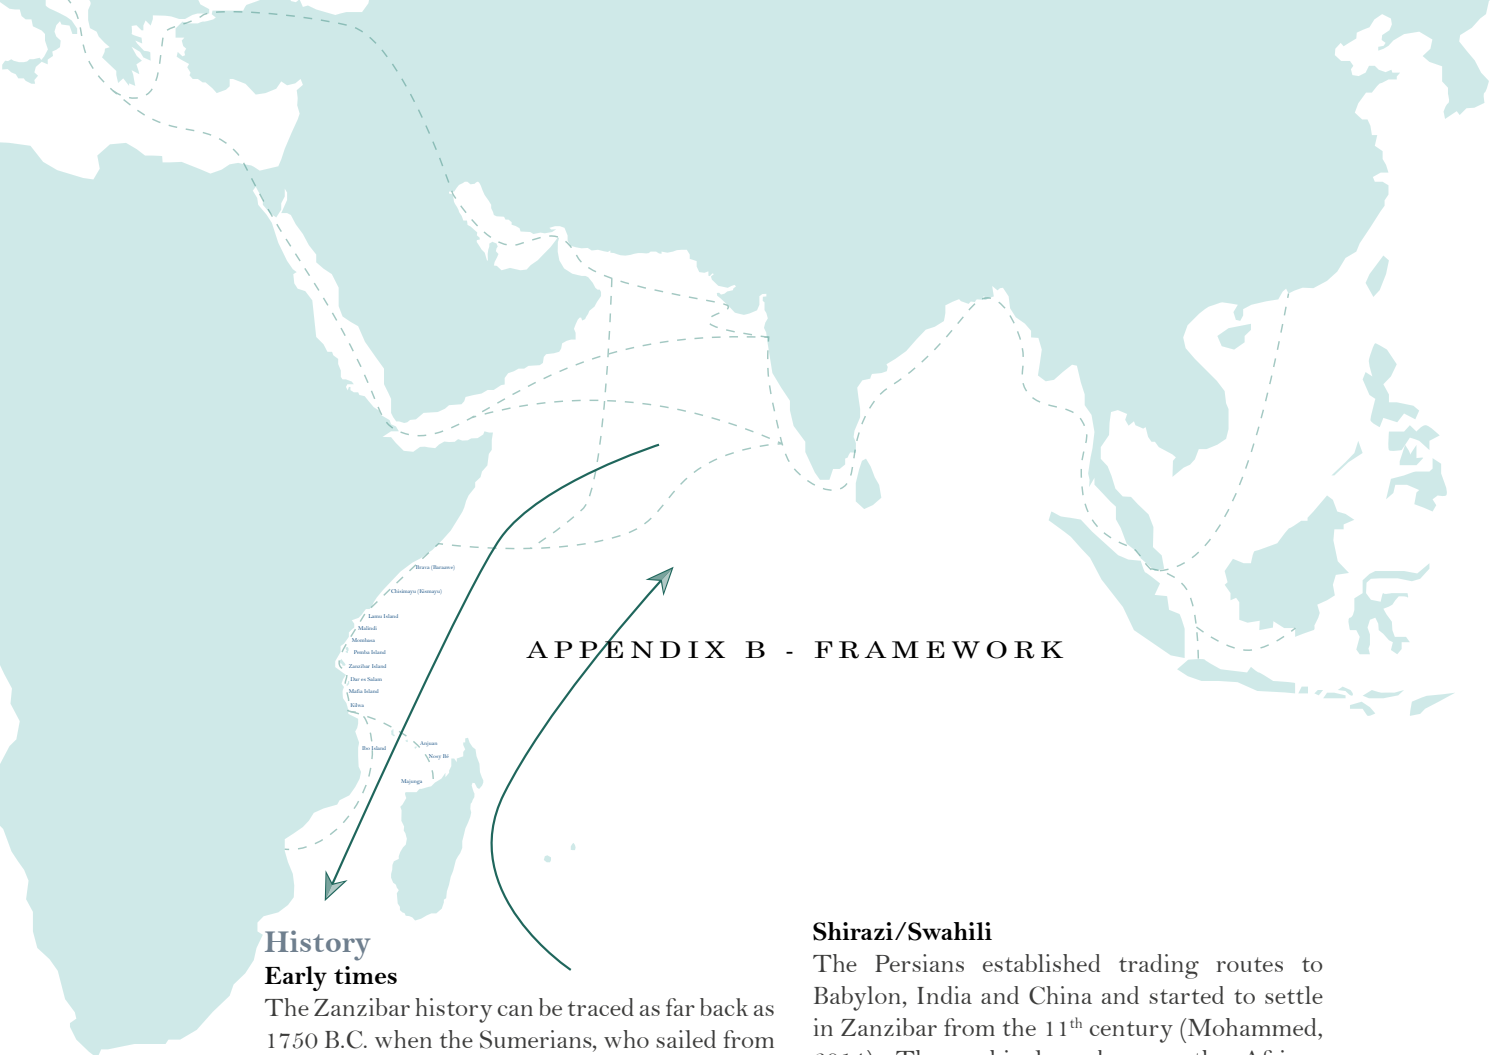 Brava (Baraawe)
Chisimayu (Kismayu)
Lamu Island
Malindi
Mombasa
Pemba Island
Zanzibar Island
Dar es Salam
Mafia Island
Kilwa
Ibo Island
Anjuan
Nosy Bé
Majunga
APPENDIX B - FRAMEWORK
History
Early times
The Zanzibar history can be traced as far back as
1750 B.C. when the Sumerians, who sailed from
Shirazi/Swahili
The Persians established trading routes to
Babylon, India and China and started to settle
in Zanzibar from the 11th century (Mohammed,